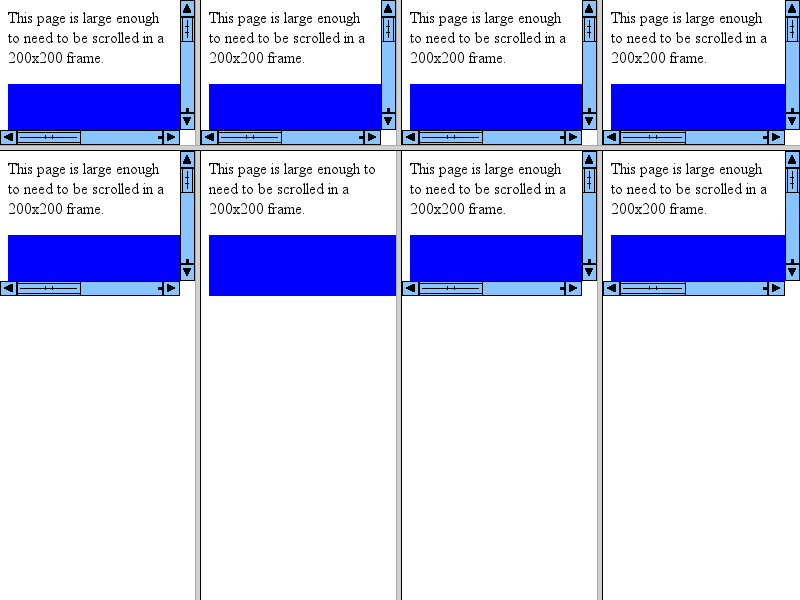 This page is large enough
to need to be scrolled in a
200x200 frame.
This page is large enough
to need to be scrolled in a
200x200 frame.
This page is large enough
to need to be scrolled in a
200x200 frame.
This page is large enough
to need to be scrolled in a
200x200 frame.
This page is large enough
to need to be scrolled in a
200x200 frame.
This page is large enough to
need to be scrolled in a
200x200 frame.
This page is large enough
to need to be scrolled in a
200x200 frame.
This page is large enough
to need to be scrolled in a
200x200 frame.